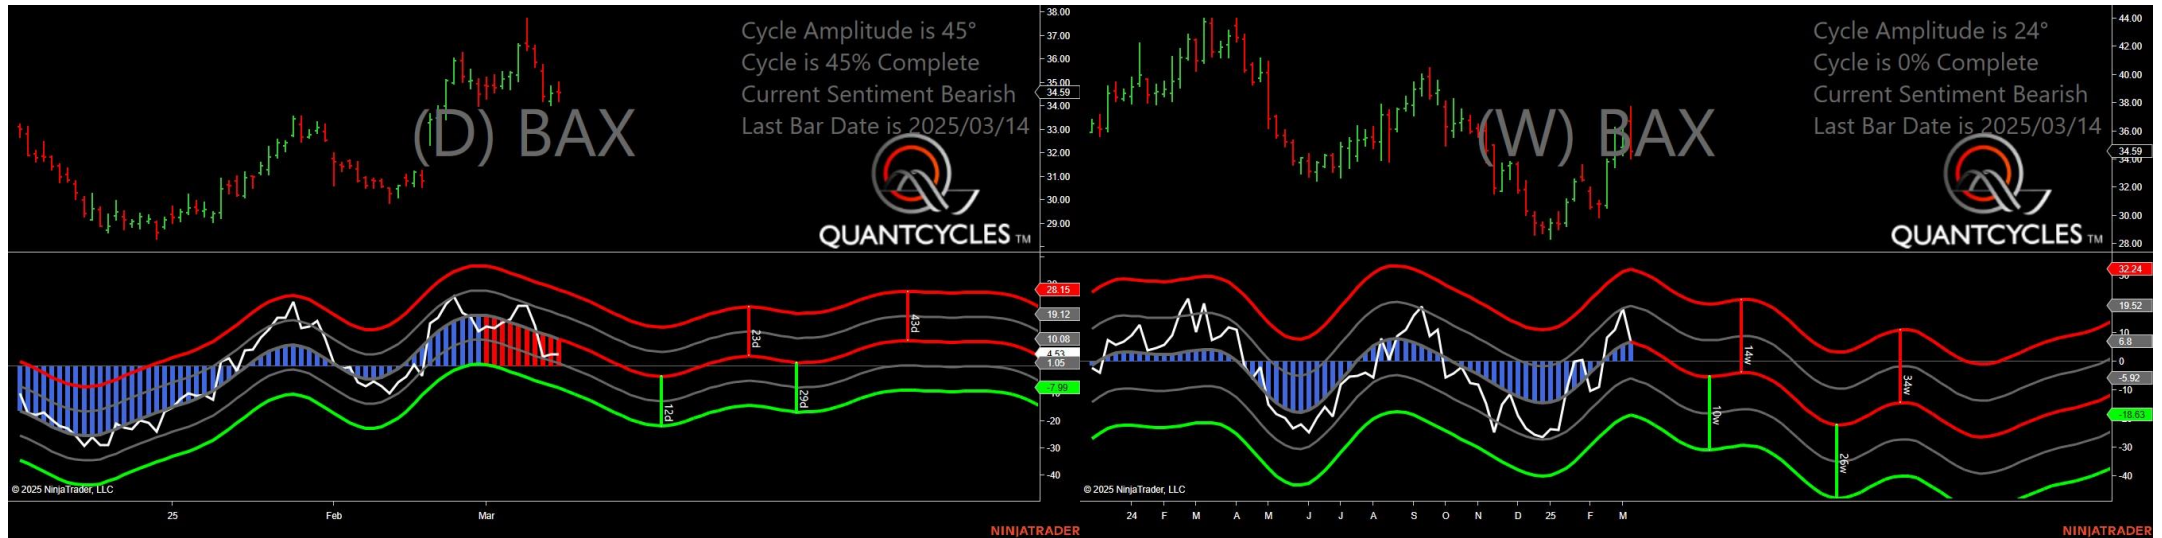 Cycle Amplitude is 45°
Cycle is 45% Complete
Current Sentiment Bearish
Last Bar Date is 2025/03/14
(D) BAX
QUANTCYCLES TM
38.00
37.00
36.00
35.00
34.59
34.00
33.00
32.00
31.00
30.00
29.00
28.15
19.12
10.08
4.53
1.05
-7.99
-20
-30
-40
23d
43d
12d
29d
© 2025 NinjaTrader, LLC
25 Feb Mar
NINJATRADER
Cycle Amplitude is 24°
Cycle is 0% Complete
Current Sentiment Bearish
Last Bar Date is 2025/03/14
(W) BAX
QUANTCYCLES TM
44.00
42.00
40.00
38.00
36.00
34.59
34.00
32.00
30.00
28.00
32.24
19.52
10
6.8
0
-5.92
-10
-18.63
-30
-40
14w
34w
10w
26w
© 2025 NinjaTrader, LLC
24 F M A M J J A S O N D 25 F M
NINJATRADER